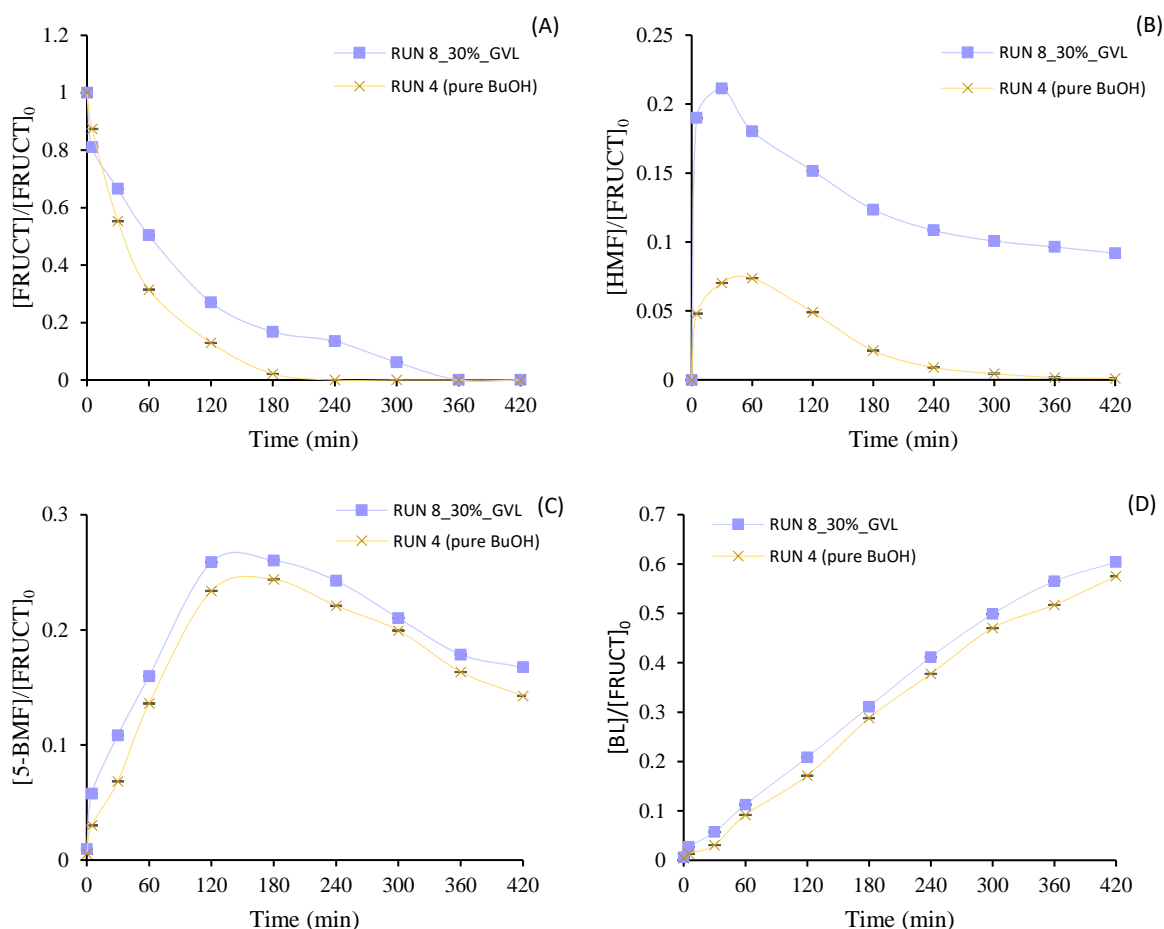 (A)
RUN 8_30%_GVL
RUN 4 (pure BuOH)
[FRUCT]/[FRUCT]0
1.2
1
0.8
0.6
0.4
0.2
0
0 60 120 180 240 300 360 420
Time (min)
(B)
RUN 8_30%_GVL
RUN 4 (pure BuOH)
[HMF]/[FRUCT]0
0.25
0.2
0.15
0.1
0.05
0
0 60 120 180 240 300 360 420
Time (min)
(C)
RUN 8_30%_GVL
RUN 4 (pure BuOH)
[5-BMF]/[FRUCT]0
0.3
0.2
0.1
0
0 60 120 180 240 300 360 420
Time (min)
(D)
RUN 8_30%_GVL
RUN 4 (pure BuOH)
[BL]/[FRUCT]0
0.7
0.6
0.5
0.4
0.3
0.2
0.1
0
0 60 120 180 240 300 360 420
Time (min)